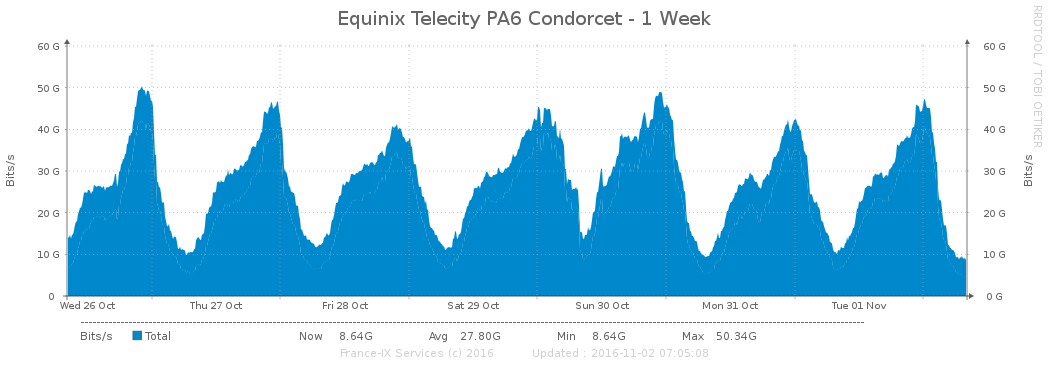 Equinix Telecity PA6 Condorcet - 1 Week
RRDTOOL / TOBI OETIKER
60 G 60 G
50 G 50 G
40 G 40 G
30 G 30 G
20 G 20 G
10 G 10 G
0 0 G
Bits/s
Bits/s
Wed 26 Oct Thu 27 Oct Fri 28 Oct Sat 29 Oct Sun 30 Oct Mon 31 Oct Tue 01 Nov
Bits/s Total Now 8.64G Avg 27.80G Min 8.64G Max 50.34G
France-IX Services (c) 2016 Updated : 2016-11-02 07:05:08